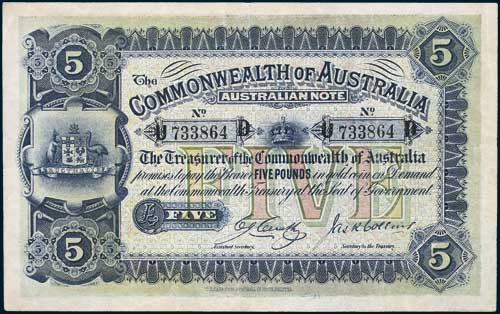 5 5
The
COMMONWEALTH OF AUSTRALIA
AUSTRALIAN NOTE
No No
U 733864 D U 733864 D
The Treasurer of the Commonwealth of Australia
promises to pay the Bearer FIVE POUNDS in gold coin on Demand
at the Commonwealth Treasury at the Seat of Government.
FIVE
£ FIVE
AUSTRALIA
Assistant Secretary Secretary to the Treasury
5 5